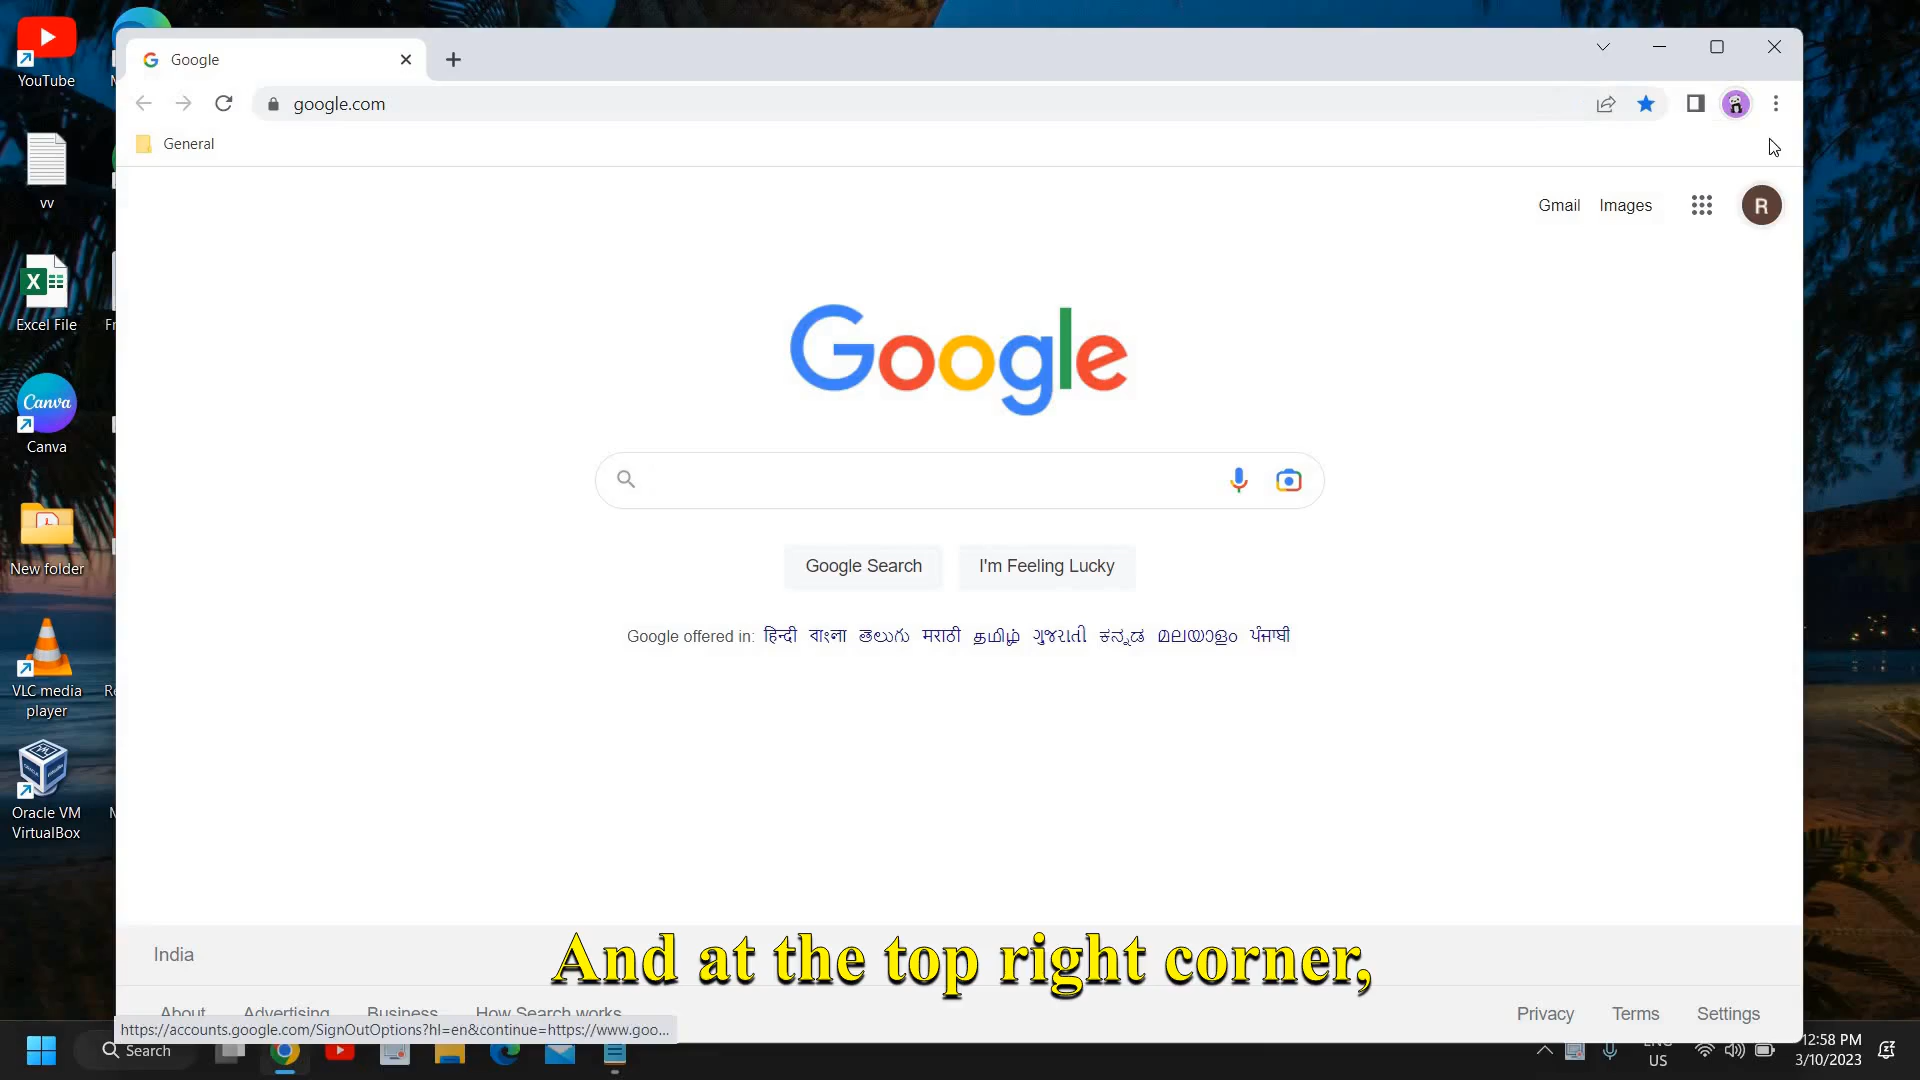 YouTube
Google
google.com
General
vv
Gmail Images
R
Excel File
Google
Canva
Canva
New folder
Google Search I'm Feeling Lucky
Google offered in: हिन्दी বাংলা తెలుగు मराठी தமிழ் ગુજરાતી ಕನ್ನಡ മലയാളം ਪੰਜਾਬੀ
VLC media
player
Oracle VM
VirtualBox
India
And at the top right corner,
About Advertising Business How Search works
Privacy Terms Settings
https://accounts.google.com/SignOutOptions?hl=en&continue=https://www.goo...
Search
ENG
US
12:58 PM
3/10/2023